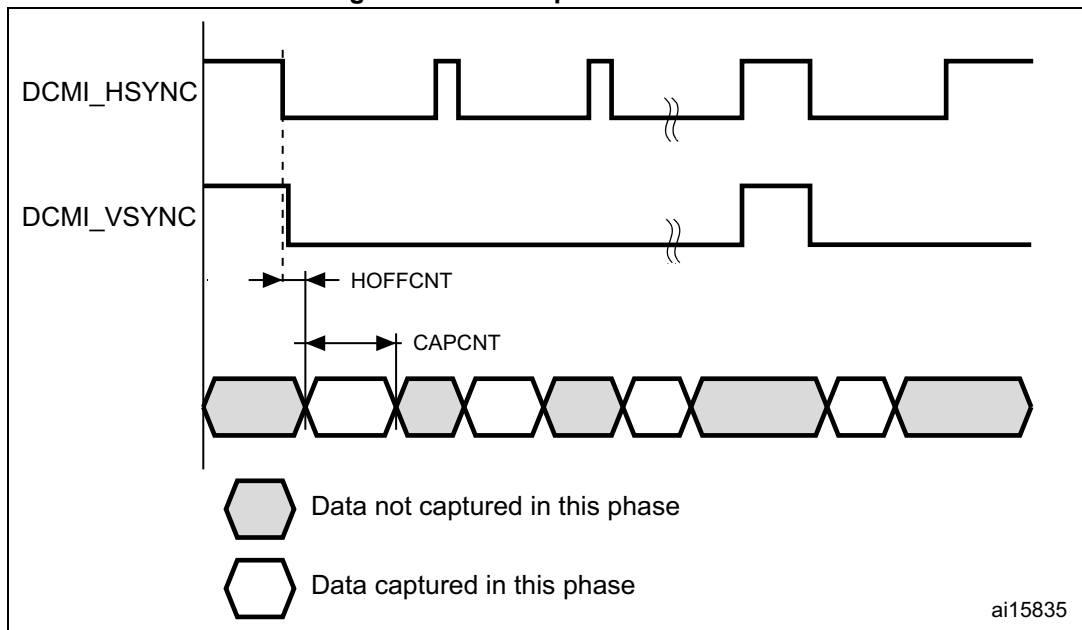 DCMI_HSYNC
DCMI_VSYNC
HOFFCNT
CAPCNT
Data not captured in this phase
Data captured in this phase
ai15835